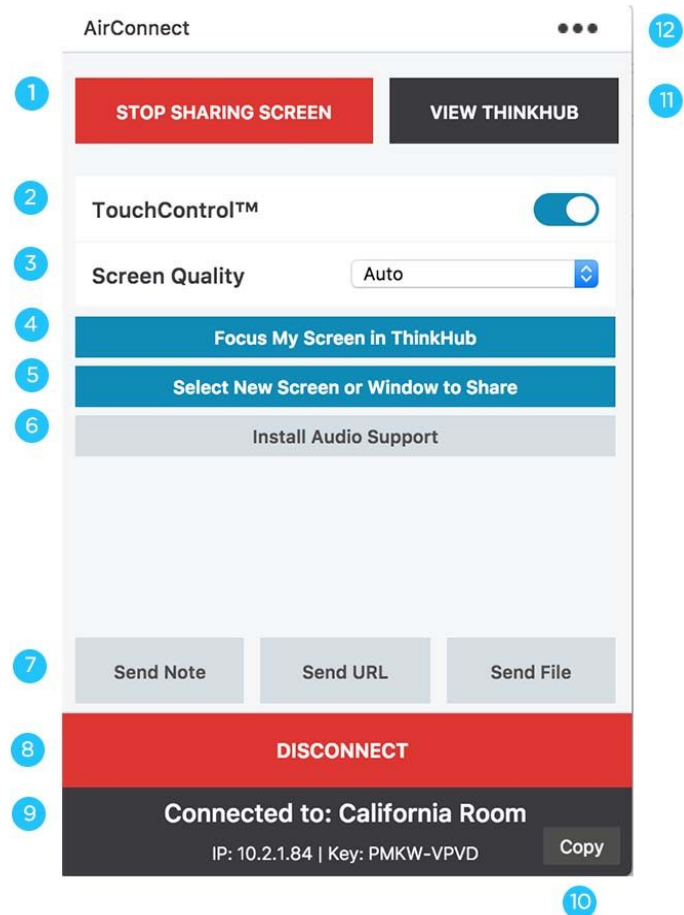 AirConnect
12
1
STOP SHARING SCREEN
VIEW THINKHUB
11
2
TouchControl™
3
Screen Quality
Auto
4
Focus My Screen in ThinkHub
5
Select New Screen or Window to Share
6
Install Audio Support
7
Send Note
Send URL
Send File
8
DISCONNECT
9
Connected to: California Room
IP: 10.2.1.84 | Key: PMKW-VPVD
Copy
10